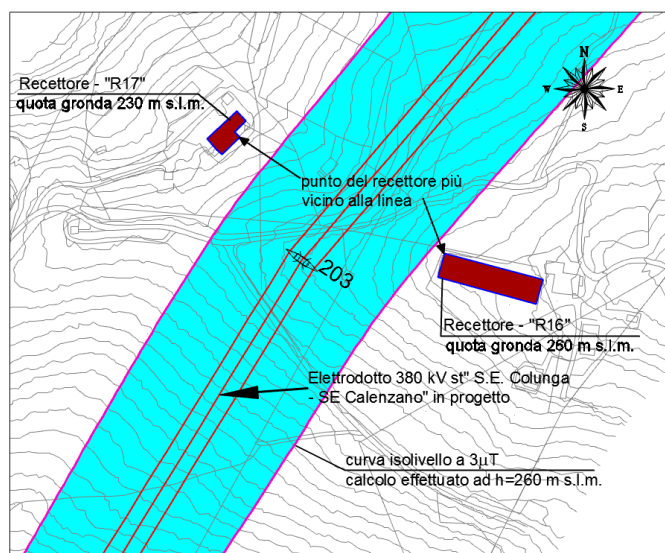 N
W
E
S
Recettore - "R17"
quota gronda 230 m s.l.m.
punto del recettore più
vicino alla linea
203
Recettore - "R16"
quota gronda 260 m s.l.m.
Elettrodotto 380 kV st" S.E. Colunga
- SE Calenzano" in progetto
curva isolivello a 3µT
calcolo effettuato ad h=260 m s.l.m.